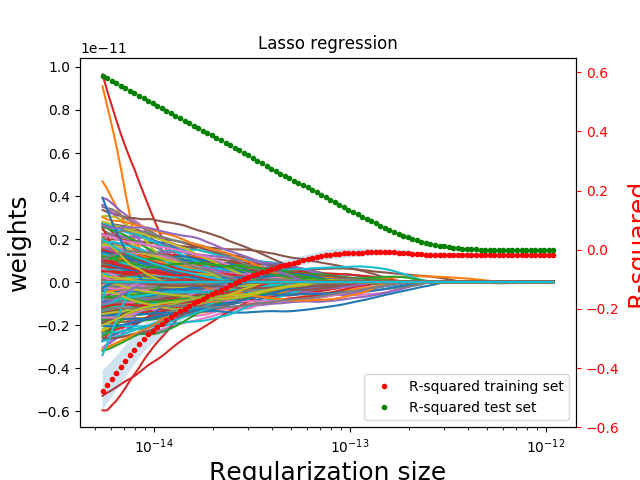 Lasso regression
1e−11
1.0
0.8
0.6
0.4
0.2
0.0
−0.2
−0.4
−0.6
weights
0.6
0.4
0.2
0.0
−0.2
−0.4
−0.6
R-squared
R-squared training set
R-squared test set
10⁻¹⁴
10⁻¹³
10⁻¹²
Regularization size